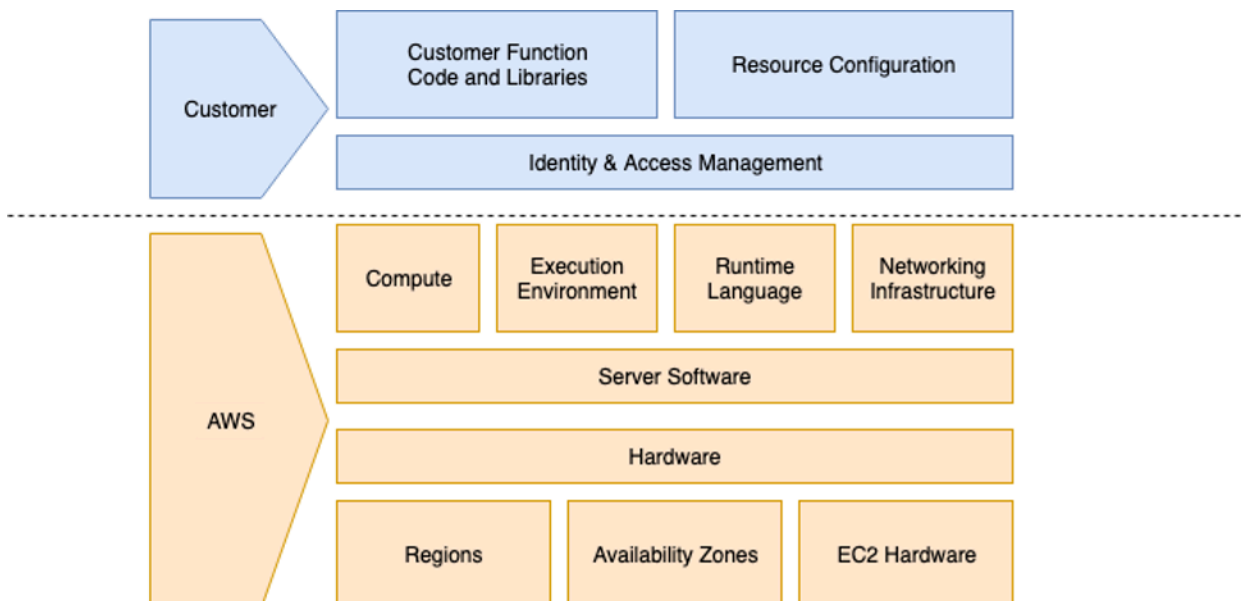 Customer
Customer Function
Code and Libraries
Resource Configuration
Identity & Access Management
AWS
Compute
Execution
Environment
Runtime
Language
Networking
Infrastructure
Server Software
Hardware
Regions
Availability Zones
EC2 Hardware